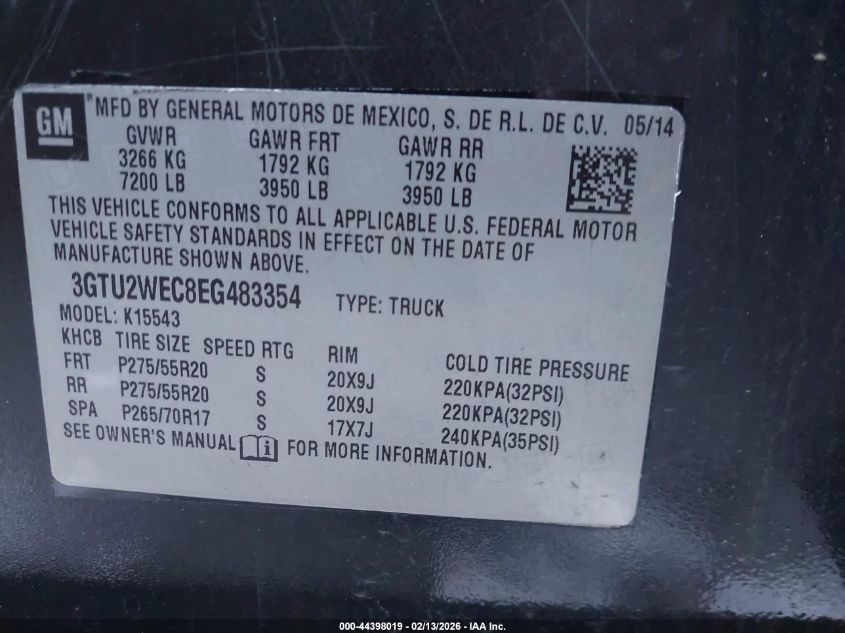 GM
® MFD BY GENERAL MOTORS DE MEXICO, S. DE R.L. DE C.V. 05/14
GVWR GAWR FRT GAWR RR
3266 KG 1792 KG 1792 KG
7200 LB 3950 LB 3950 LB
THIS VEHICLE CONFORMS TO ALL APPLICABLE U.S. FEDERAL MOTOR
VEHICLE SAFETY STANDARDS IN EFFECT ON THE DATE OF
MANUFACTURE SHOWN ABOVE.
3GTU2WEC8EG483354 TYPE: TRUCK
MODEL: K15543
KHCB TIRE SIZE SPEED RTG RIM COLD TIRE PRESSURE
FRT P275/55R20 S 20X9J 220KPA(32PSI)
RR P275/55R20 S 20X9J 220KPA(32PSI)
SPA P265/70R17 S 17X7J 240KPA(35PSI)
SEE OWNER'S MANUAL i FOR MORE INFORMATION.
000-44398019 - 02/13/2026 - IAA Inc.